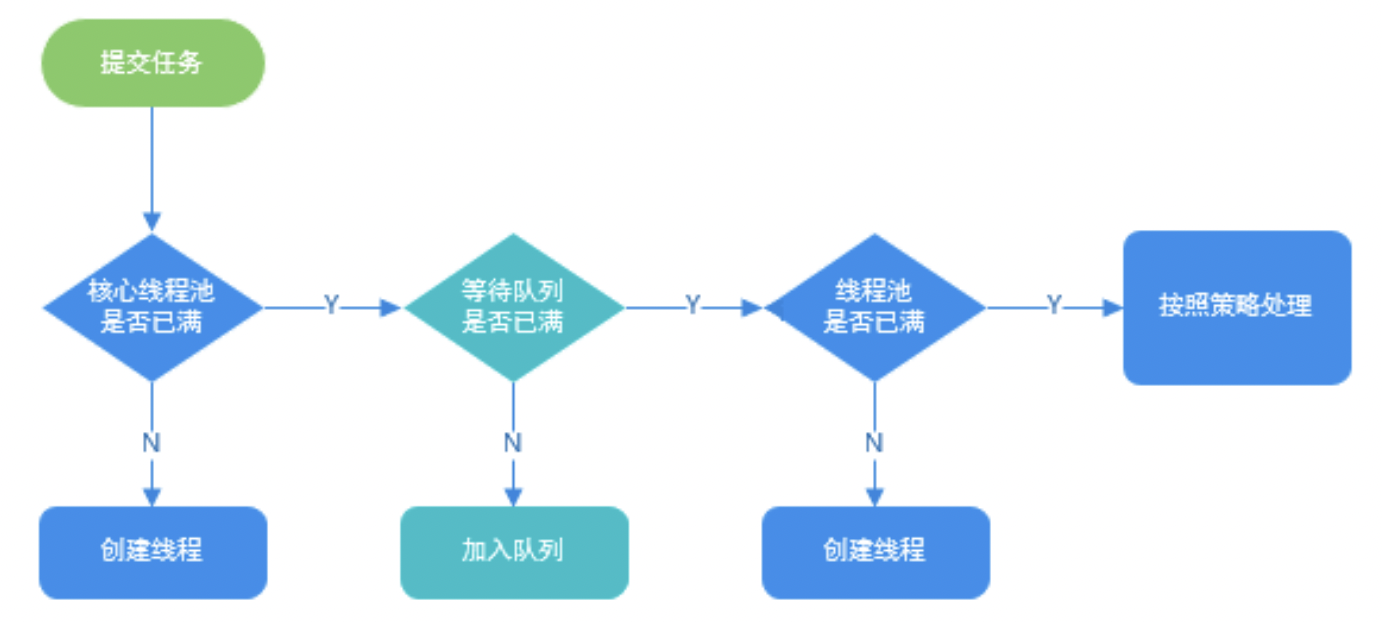 提交任务
核心线程池
是否已满
Y
等待队列
是否已满
Y
线程池
是否已满
Y
按照策略处理
N
N
N
创建线程
加入队列
创建线程